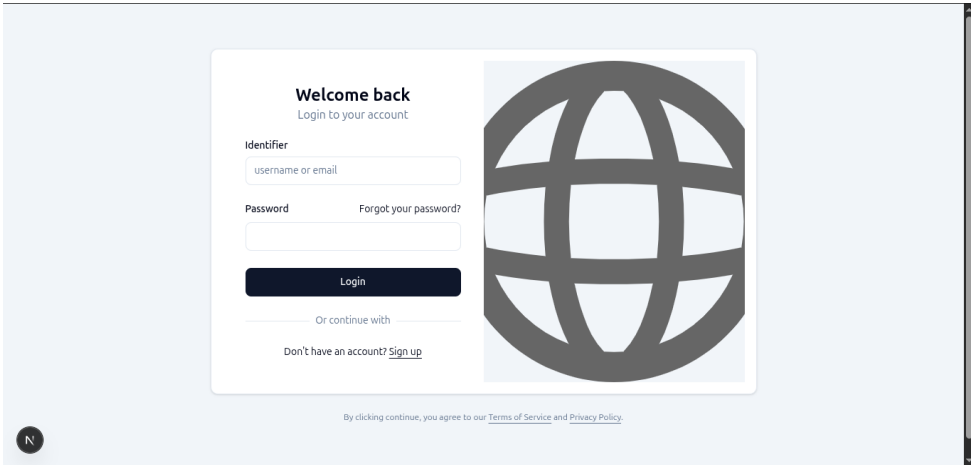 Welcome back
Login to your account
Identifier
username or email
Password Forgot your password?
Login
Or continue with
Don't have an account? Sign up
By clicking continue, you agree to our Terms of Service and Privacy Policy.
N